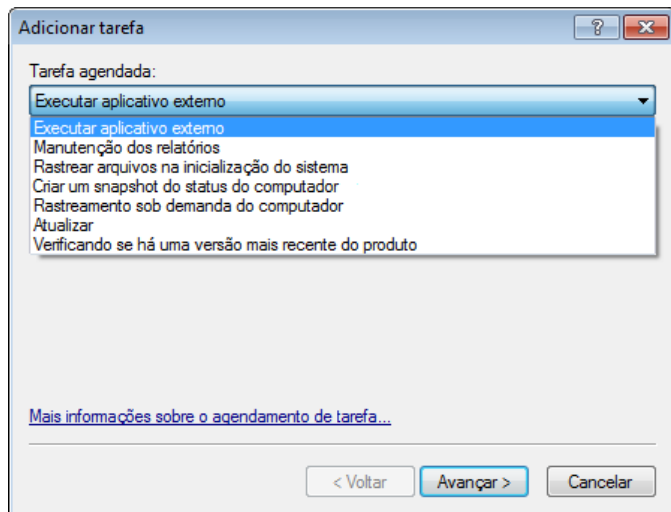 Adicionar tarefa
Tarefa agendada:
Executar aplicativo externo
Executar aplicativo externo
Manutenção dos relatórios
Rastrear arquivos na inicialização do sistema
Criar um snapshot do status do computador
Rastreamento sob demanda do computador
Atualizar
Verificando se há uma versão mais recente do produto
Mais informações sobre o agendamento de tarefa...
< Voltar Avançar > Cancelar